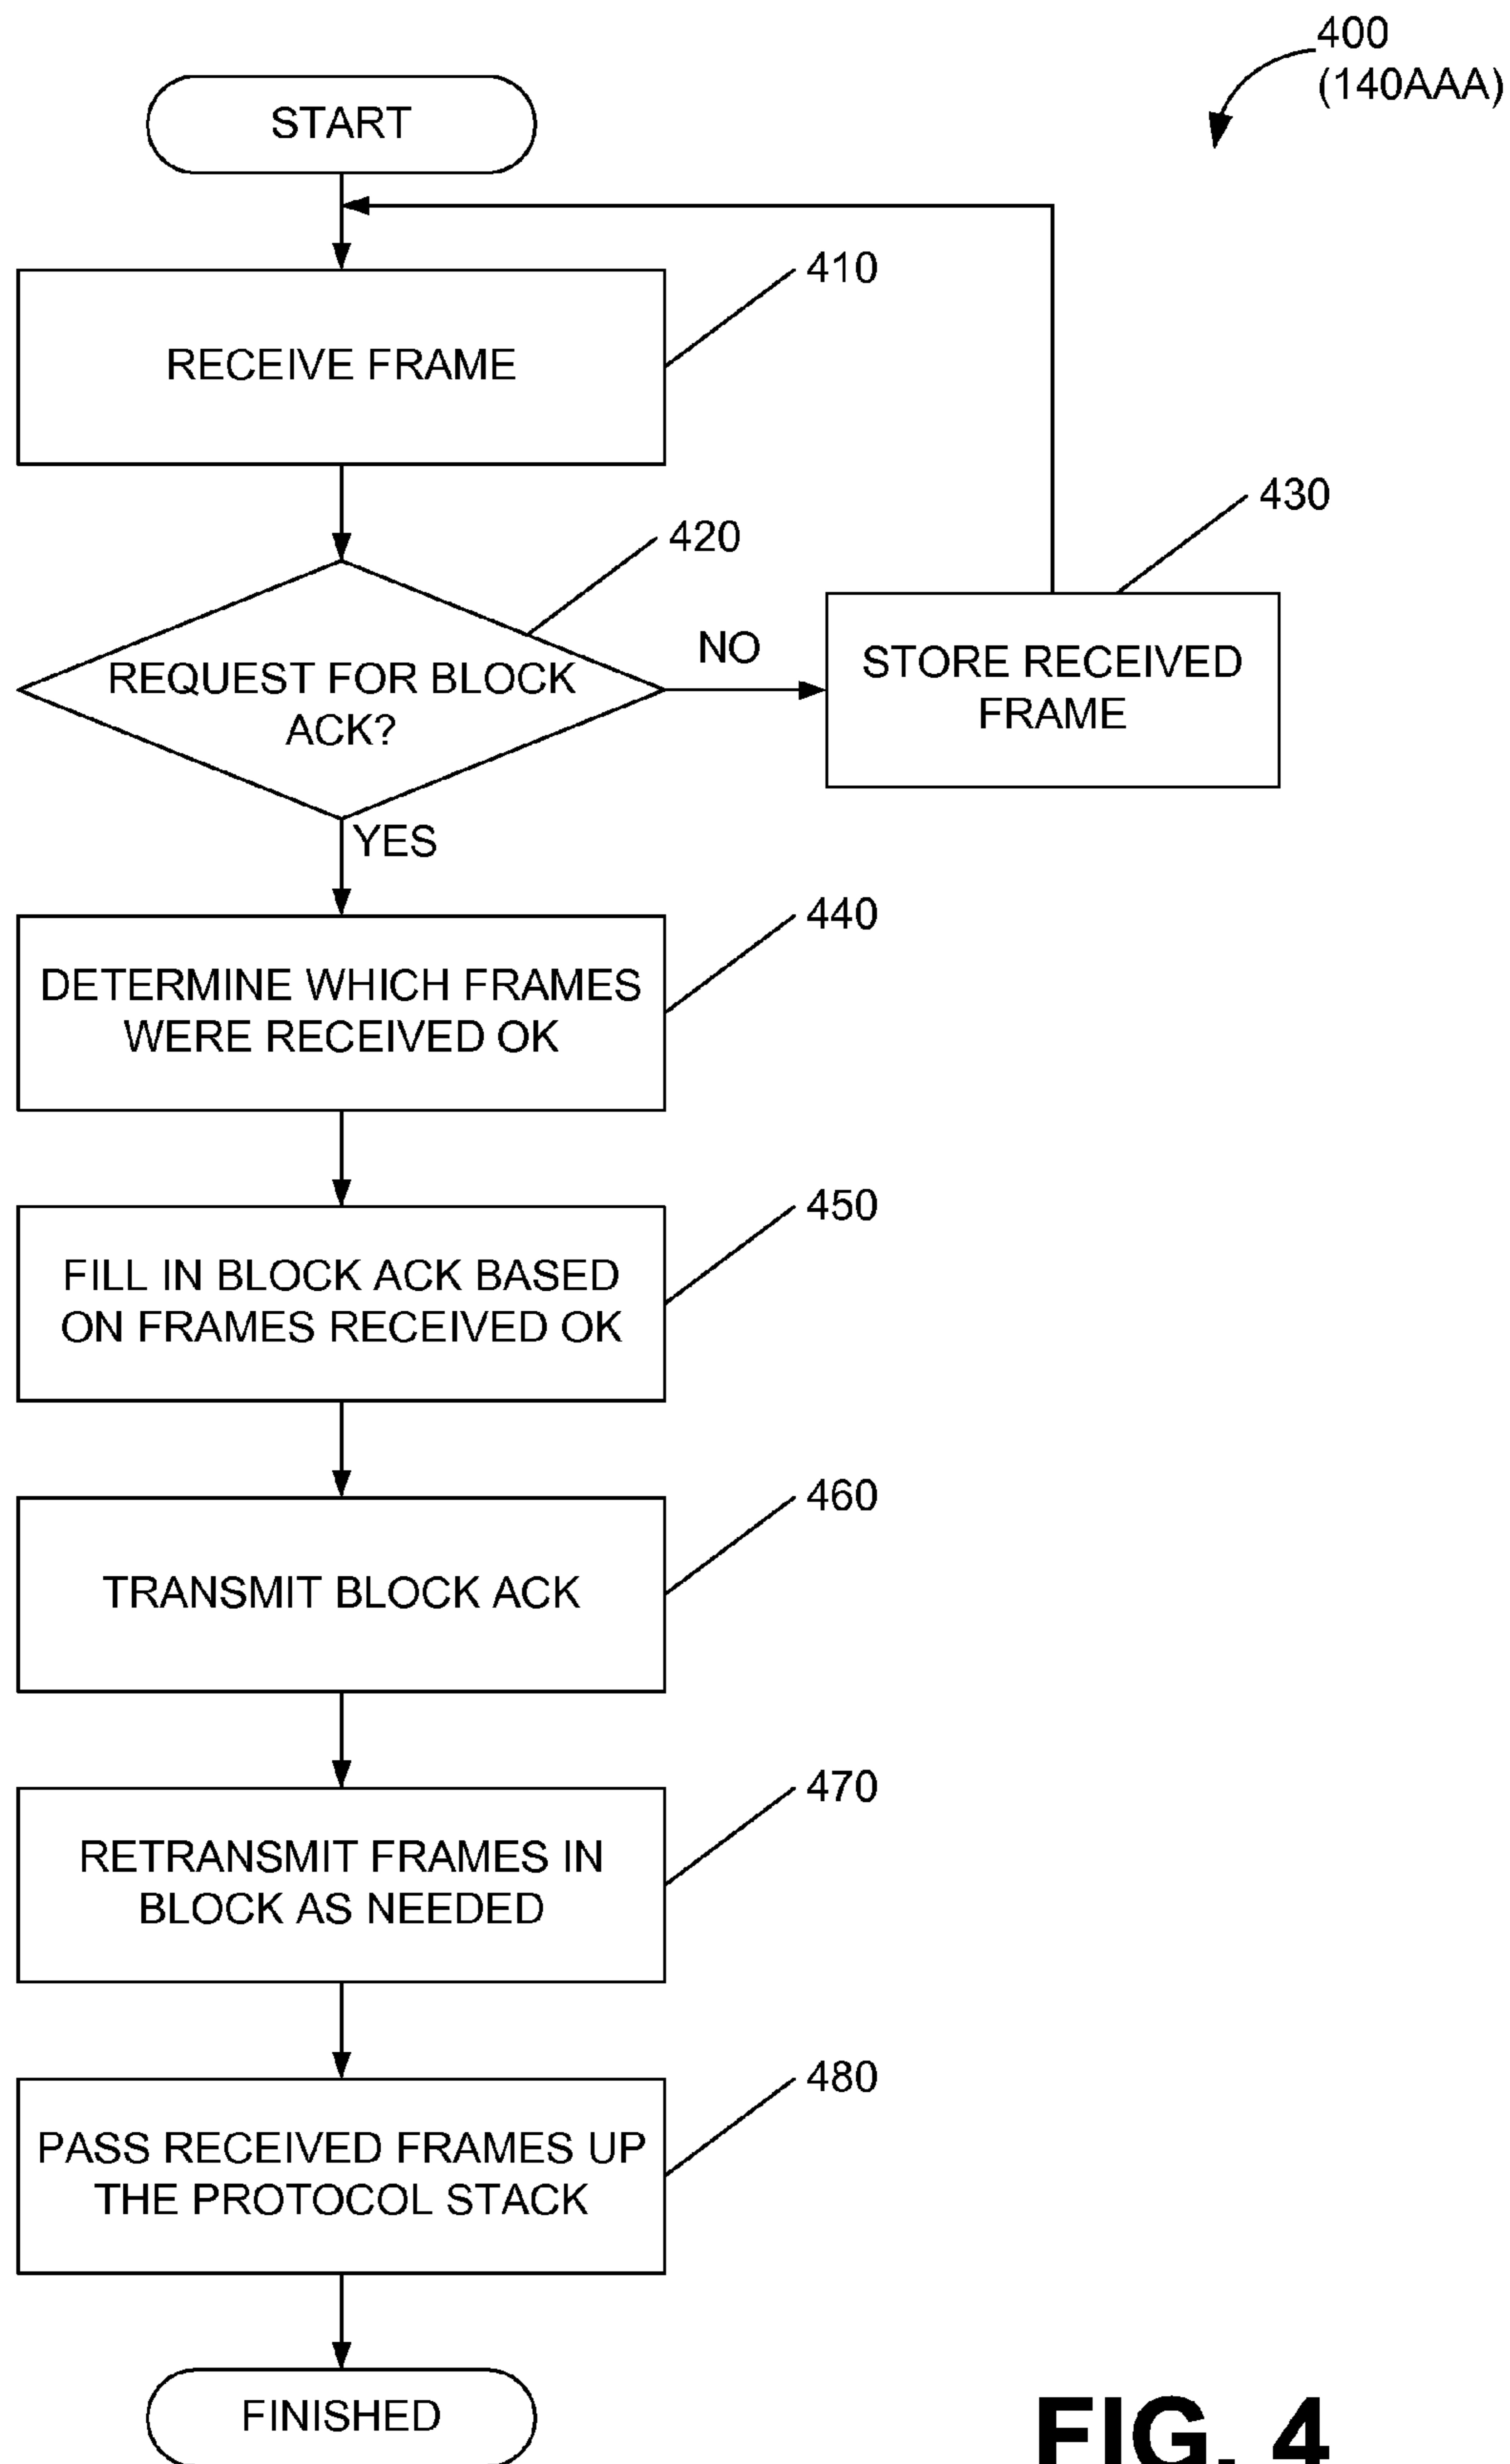 400
(140AAA)
START
410
RECEIVE FRAME
420
430
REQUEST FOR BLOCK
ACK?
NO
STORE RECEIVED
FRAME
YES
440
DETERMINE WHICH FRAMES
WERE RECEIVED OK
450
FILL IN BLOCK ACK BASED
ON FRAMES RECEIVED OK
460
TRANSMIT BLOCK ACK
470
RETRANSMIT FRAMES IN
BLOCK AS NEEDED
480
PASS RECEIVED FRAMES UP
THE PROTOCOL STACK
FINISHED
FIG. 4